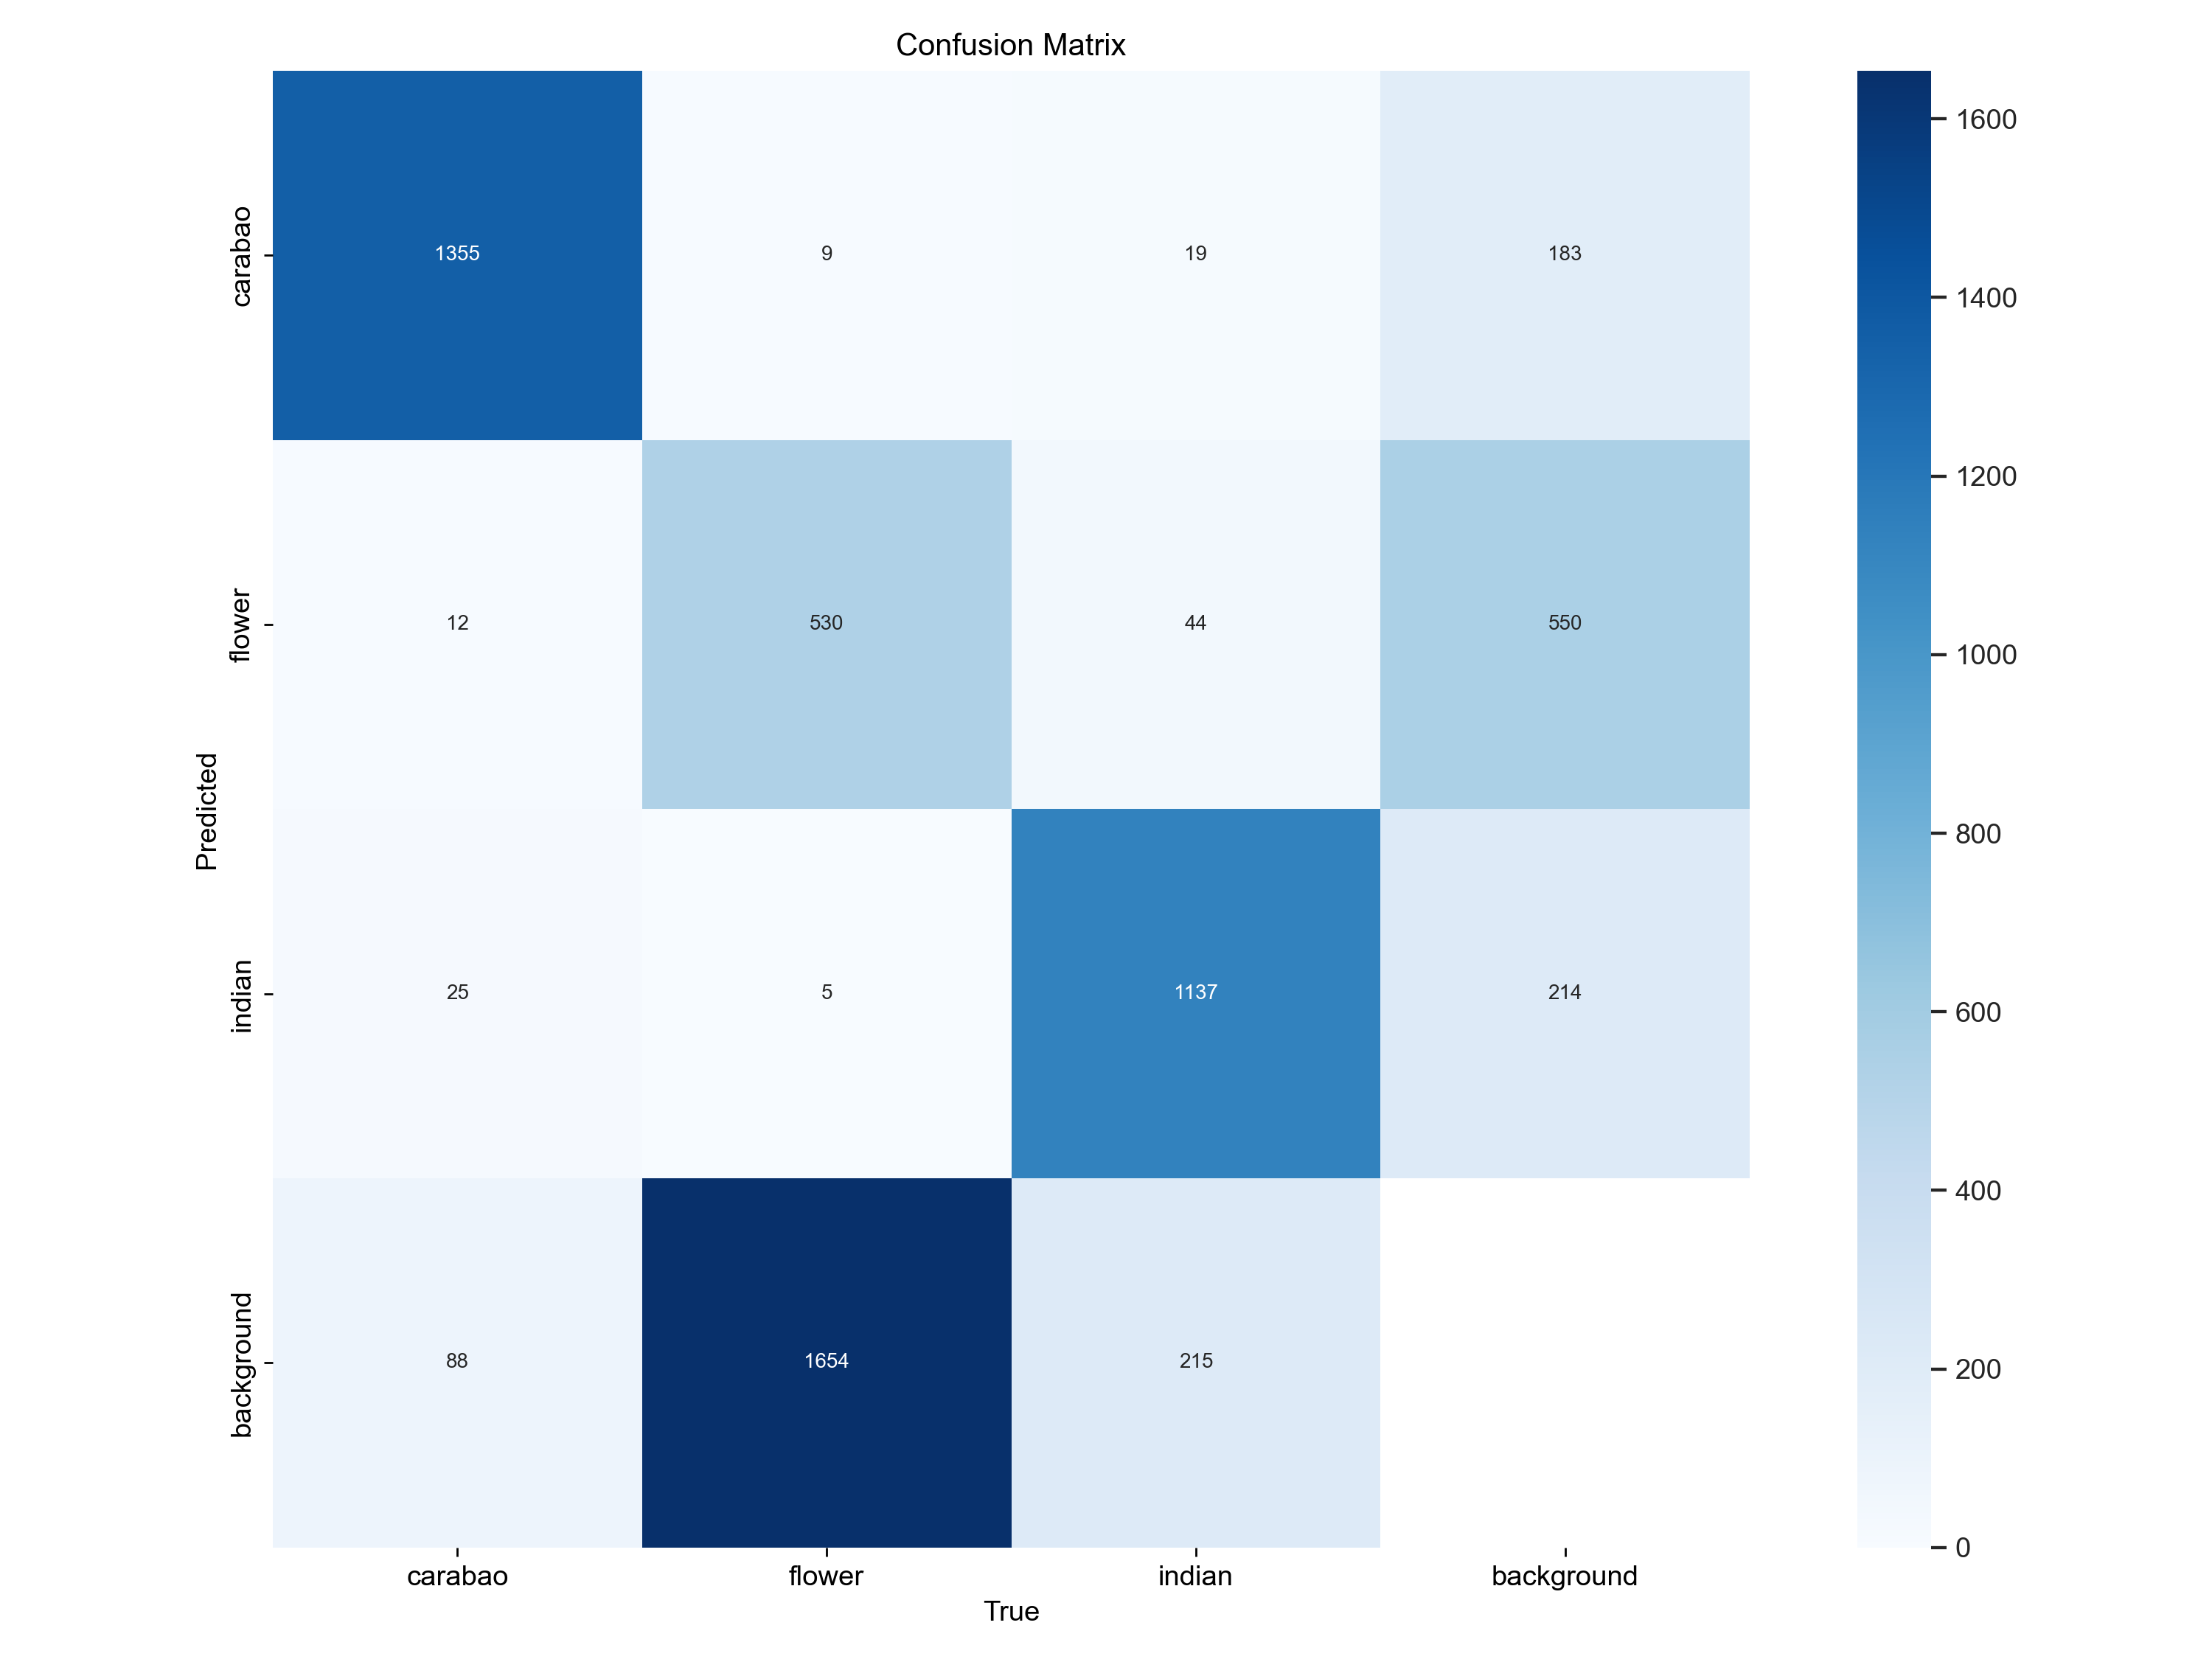 Confusion Matrix
carabao 1355 9 19 183
flower 12 530 44 550
indian 25 5 1137 214
background 88 1654 215
carabao flower indian background
True
Predicted
1600
1400
1200
1000
800
600
400
200
0